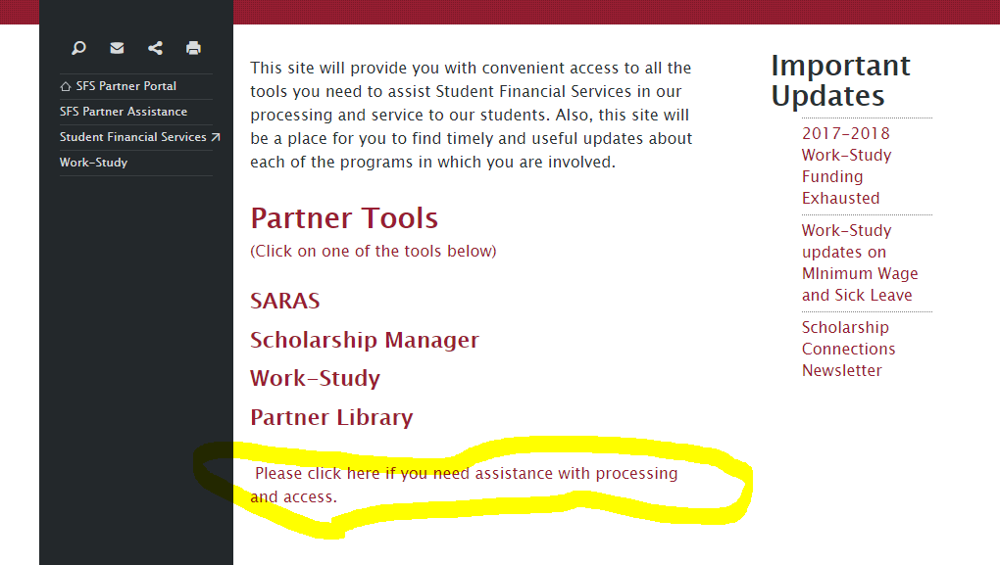 SFS Partner Portal
SFS Partner Assistance
Student Financial Services
Work-Study
This site will provide you with convenient access to all the
tools you need to assist Student Financial Services in our
processing and service to our students. Also, this site will
be a place for you to find timely and useful updates about
each of the programs in which you are involved.
Partner Tools
(Click on one of the tools below)
SARAS
Scholarship Manager
Work-Study
Partner Library
Please click here if you need assistance with processing
and access.
Important
Updates
2017-2018
Work-Study
Funding
Exhausted
Work-Study
updates on
MInimum Wage
and Sick Leave
Scholarship
Connections
Newsletter